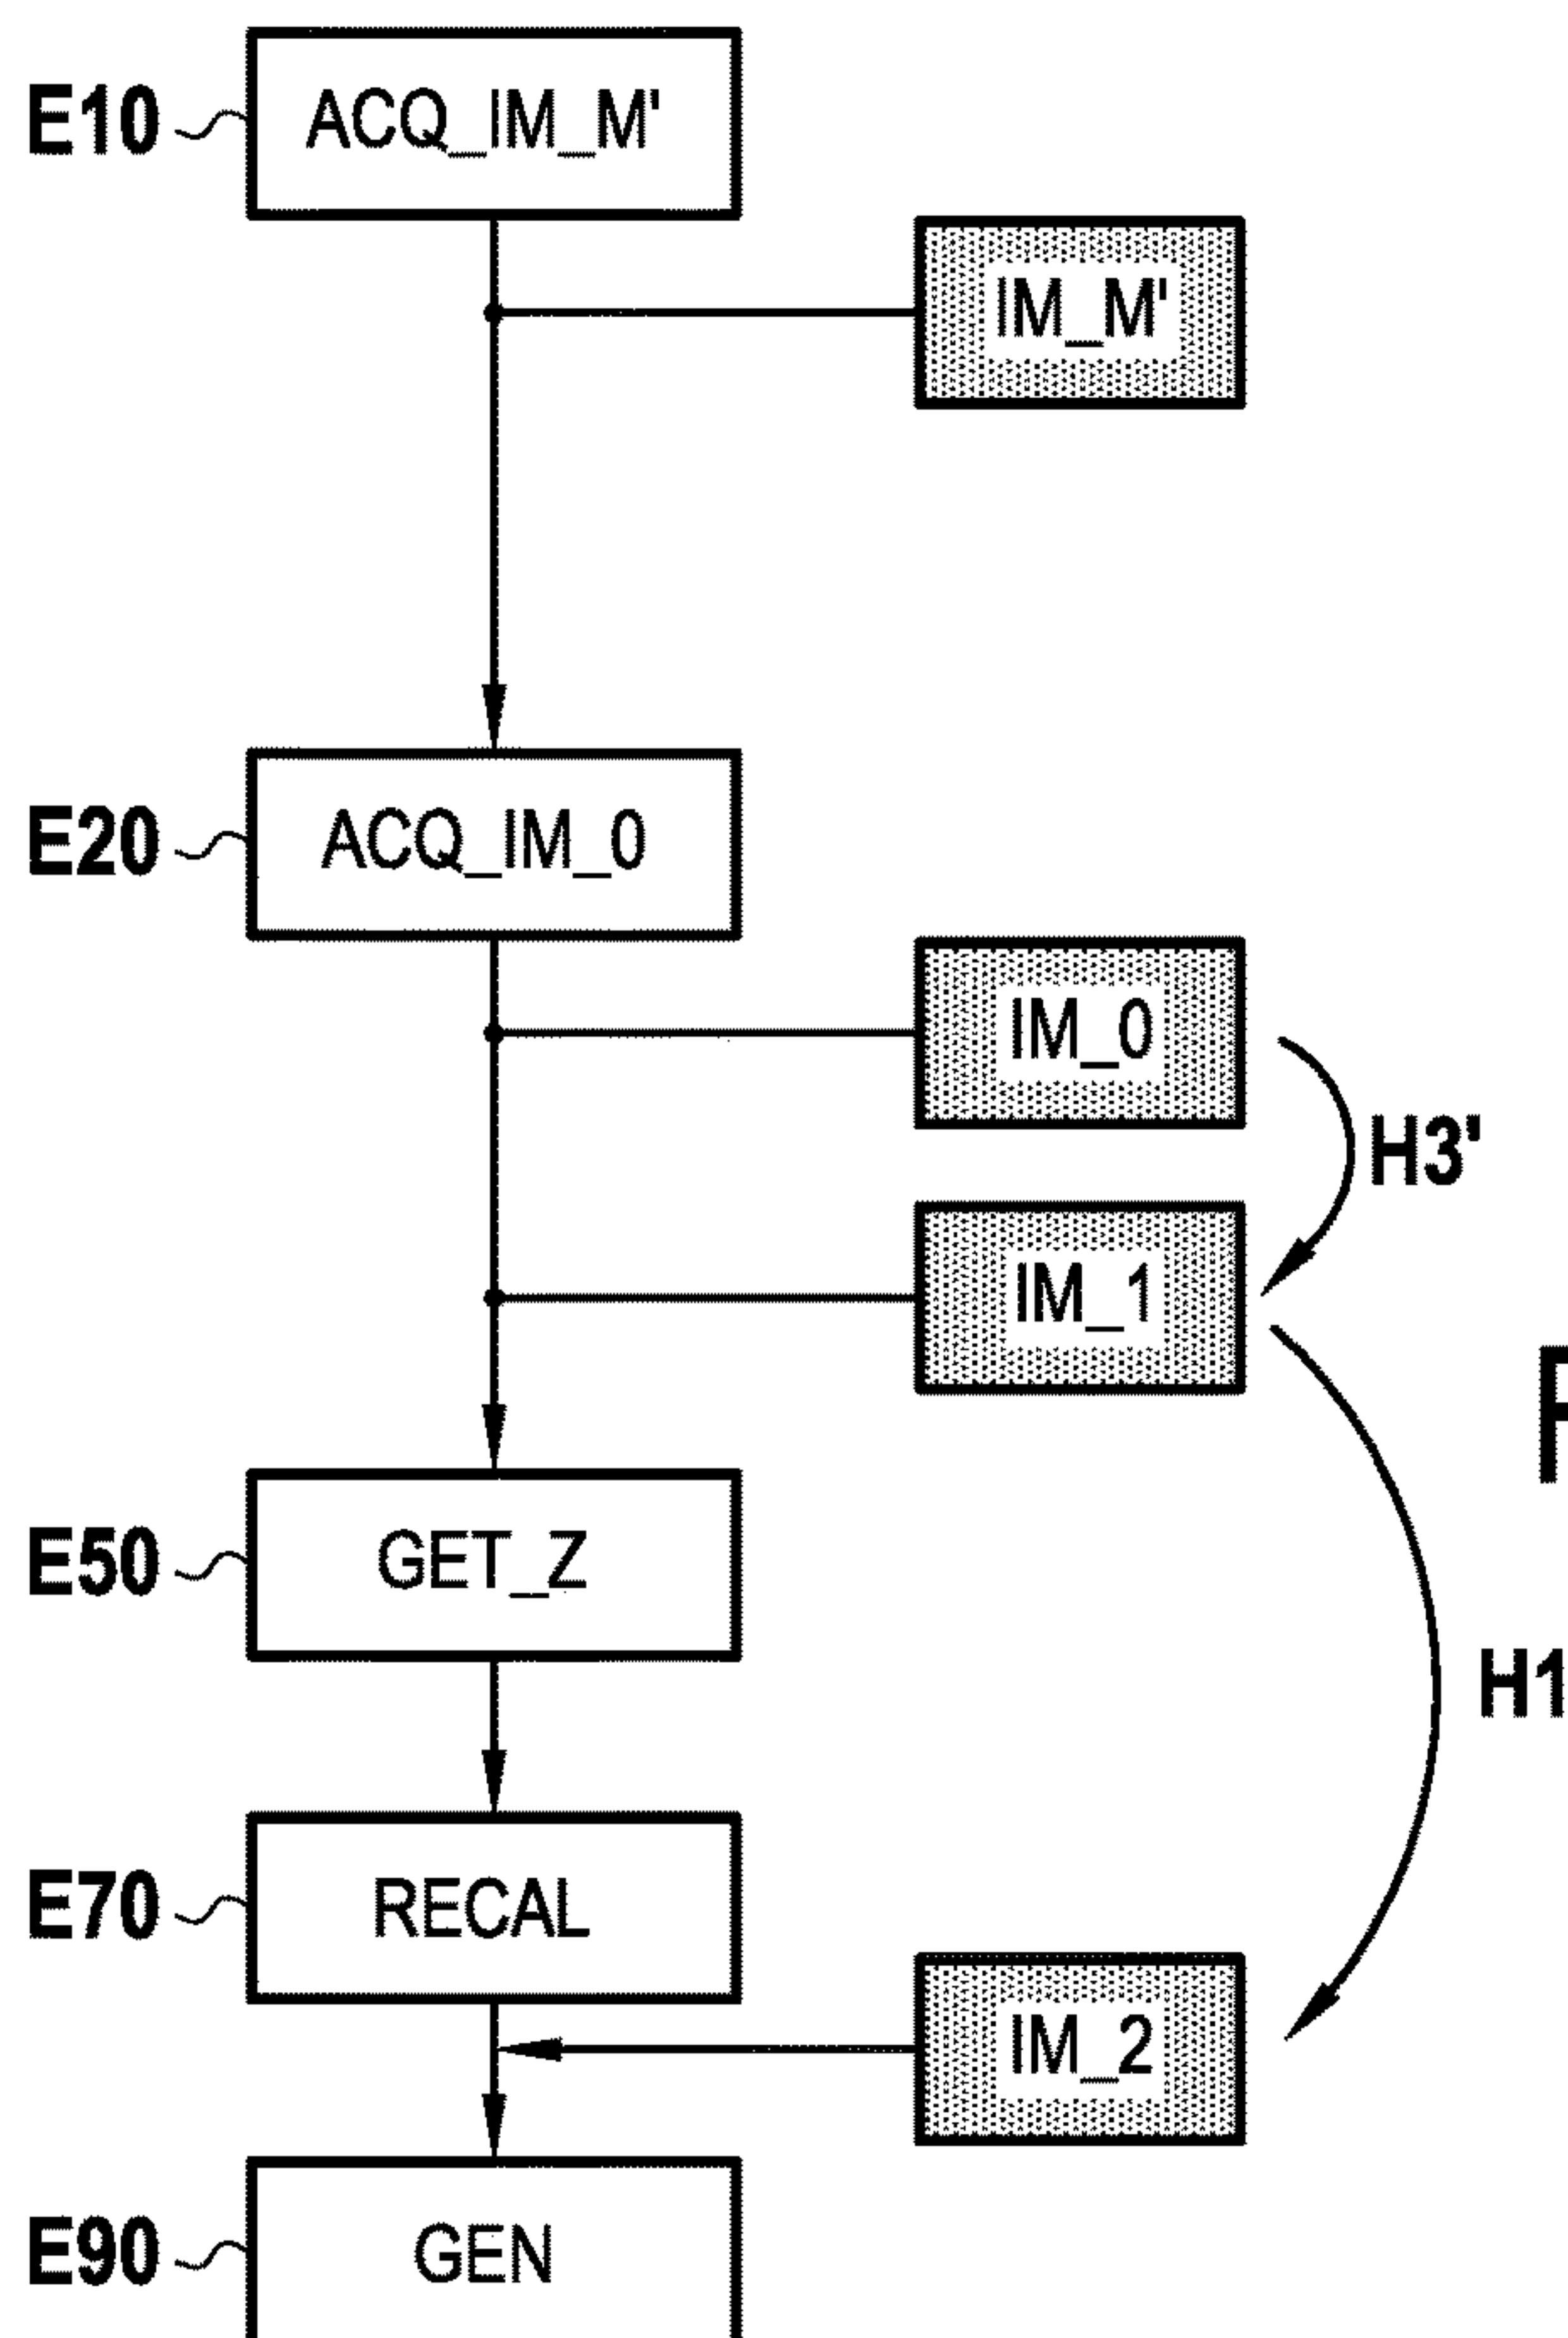 E10 ACQ_IM_M'
IM_M'
E20 ACQ_IM_0
IM_0
H3'
IM_1
E50 GET_Z
H1
E70 RECAL
IM_2
E90 GEN